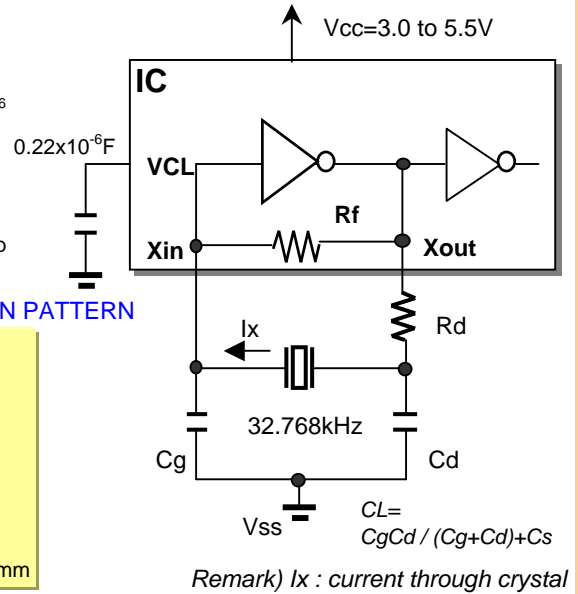 Vcc=3.0 to 5.5V
IC
6
0.22x10⁻⁶F
VCL
Rf
Xin
Xout
N PATTERN
Ix
Rd
32.768kHz
Cg
Cd
Vss
CL=
CgCd / (Cg+Cd)+Cs
mm
Remark) Ix : current through crystal